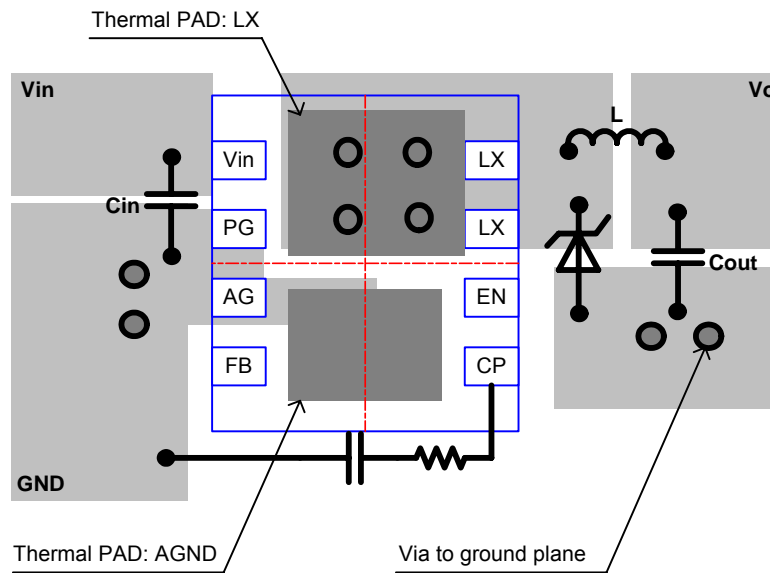 Thermal PAD: LX
Vin
Vo
L
Vin
LX
Cin
PG
LX
Cout
AG
EN
FB
CP
GND
Thermal PAD: AGND
Via to ground plane